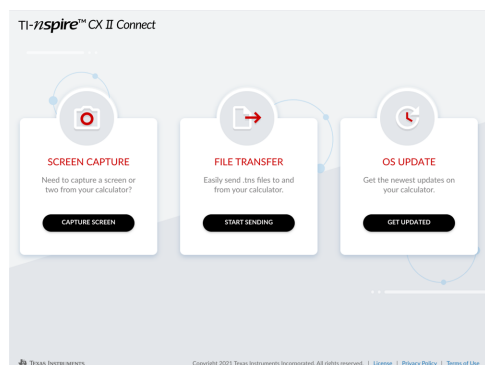 TI-nspire™ CX II Connect
SCREEN CAPTURE
Need to capture a screen or
two from your calculator?
CAPTURE SCREEN
FILE TRANSFER
Easily send .tns files to and
from your calculator.
START SENDING
OS UPDATE
Get the newest updates on
your calculator.
GET UPDATED
TEXAS INSTRUMENTS
Copyright 2021 Texas Instruments Incorporated. All rights reserved. | License | Privacy Policy | Terms of Use